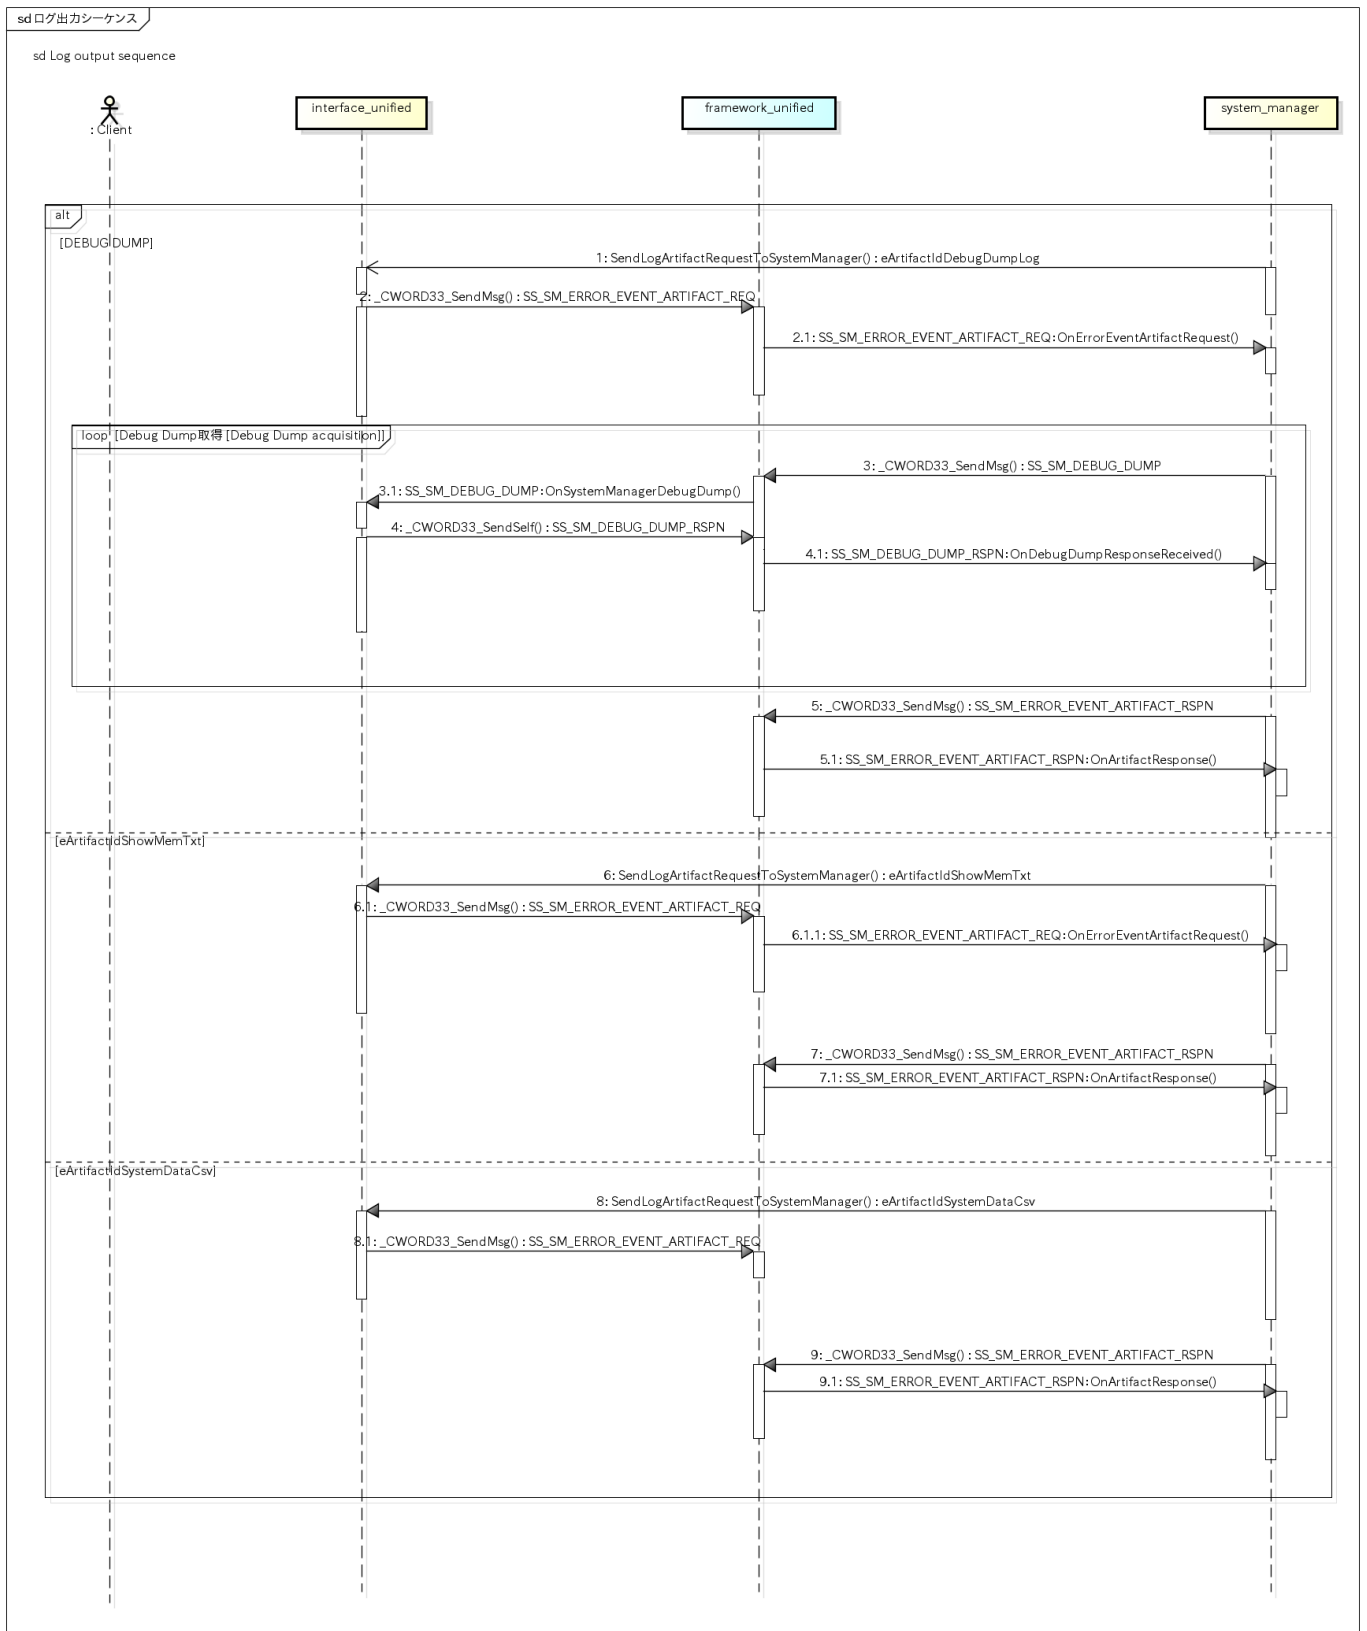 sd ログ出力シーケンス
sd Log output sequence
: Client
interface_unified
framework_unified
system_manager
alt
[DEBUG DUMP]
1: SendLogArtifactRequestToSystemManager() : eArtifactIdDebugDumpLog
2: _CWORD33_SendMsg() : SS_SM_ERROR_EVENT_ARTIFACT_REQ
2.1: SS_SM_ERROR_EVENT_ARTIFACT_REQ:OnErrorEventArtifactRequest()
loop [Debug Dump取得 [Debug Dump acquisition]]
3: _CWORD33_SendMsg() : SS_SM_DEBUG_DUMP
3.1: SS_SM_DEBUG_DUMP:OnSystemManagerDebugDump()
4: _CWORD33_SendSelf() : SS_SM_DEBUG_DUMP_RSPN
4.1: SS_SM_DEBUG_DUMP_RSPN:OnDebugDumpResponseReceived()
5: _CWORD33_SendMsg() : SS_SM_ERROR_EVENT_ARTIFACT_RSPN
5.1: SS_SM_ERROR_EVENT_ARTIFACT_RSPN:OnArtifactResponse()
[eArtifactIdShowMemTxt]
6: SendLogArtifactRequestToSystemManager() : eArtifactIdShowMemTxt
6.1: _CWORD33_SendMsg() : SS_SM_ERROR_EVENT_ARTIFACT_REQ
6.1.1: SS_SM_ERROR_EVENT_ARTIFACT_REQ:OnErrorEventArtifactRequest()
7: _CWORD33_SendMsg() : SS_SM_ERROR_EVENT_ARTIFACT_RSPN
7.1: SS_SM_ERROR_EVENT_ARTIFACT_RSPN:OnArtifactResponse()
[eArtifactIdSystemDataCsv]
8: SendLogArtifactRequestToSystemManager() : eArtifactIdSystemDataCsv
8.1: _CWORD33_SendMsg() : SS_SM_ERROR_EVENT_ARTIFACT_REQ
9: _CWORD33_SendMsg() : SS_SM_ERROR_EVENT_ARTIFACT_RSPN
9.1: SS_SM_ERROR_EVENT_ARTIFACT_RSPN:OnArtifactResponse()